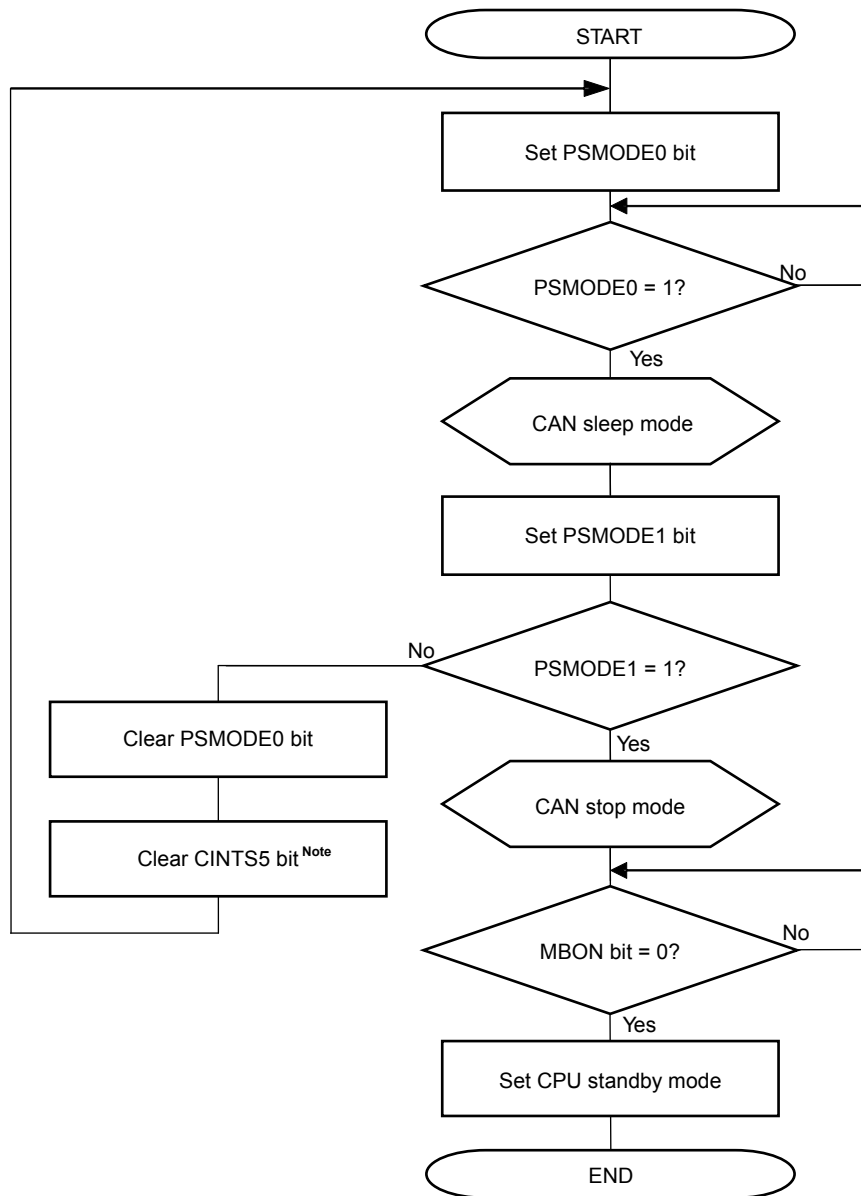 START
Set PSMODE0 bit
PSMODE0 = 1?
No
Yes
CAN sleep mode
Set PSMODE1 bit
PSMODE1 = 1?
No
Yes
Clear PSMODE0 bit
Clear CINTS5 bit Note
CAN stop mode
MBON bit = 0?
No
Yes
Set CPU standby mode
END